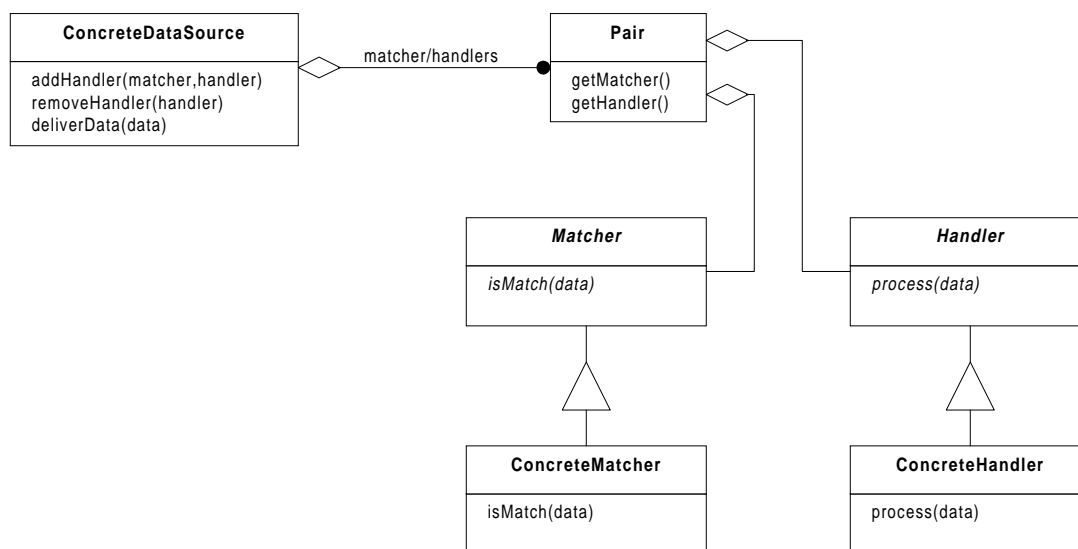 ConcreteDataSource
addHandler(matcher,handler)
removeHandler(handler)
deliverData(data)
matcher/handlers
Pair
getMatcher()
getHandler()
Matcher
isMatch(data)
Handler
process(data)
ConcreteMatcher
isMatch(data)
ConcreteHandler
process(data)